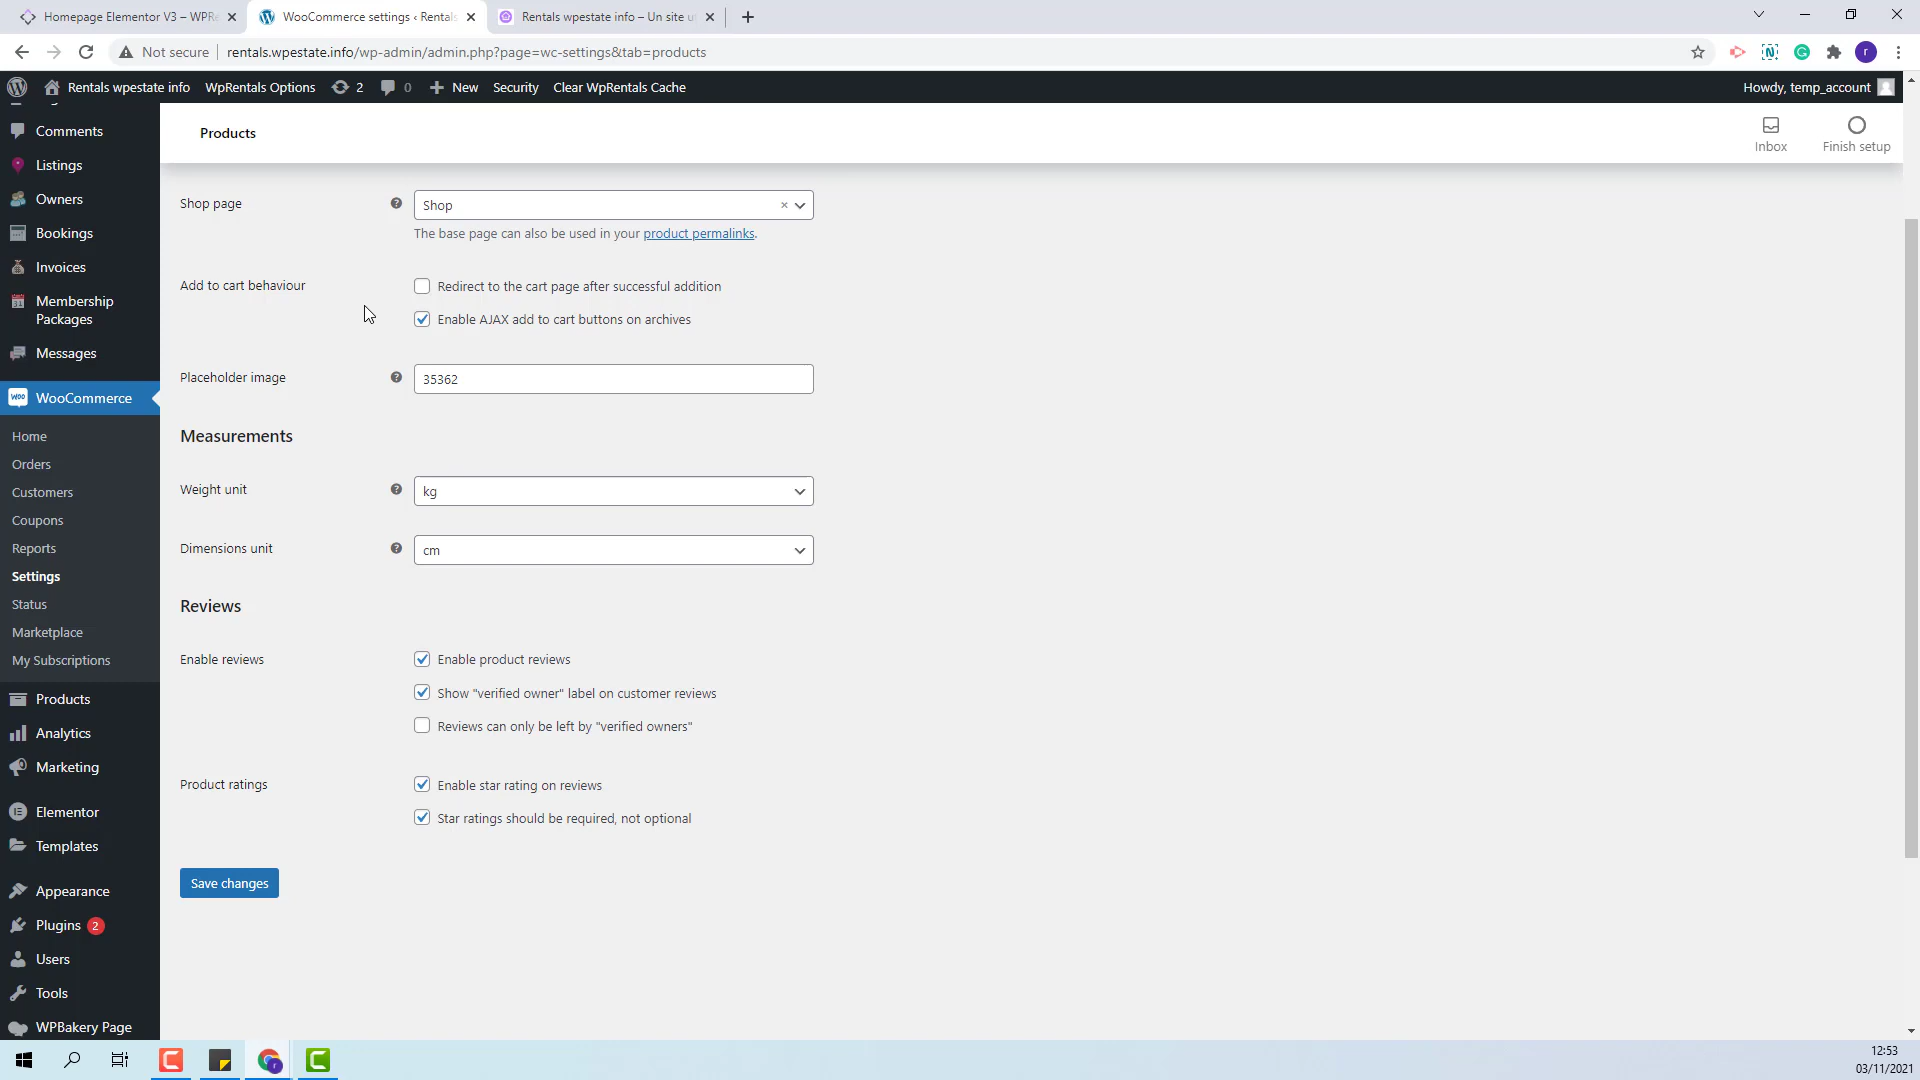 Homepage Elementor V3 – WPRe
WooCommerce settings ‹ Rentals
Rentals wpestate info – Un site u
Not secure
rentals.wpestate.info/wp-admin/admin.php?page=wc-settings&tab=products
r
Rentals wpestate info
WpRentals Options
2
0
New
Security
Clear WpRentals Cache
Howdy, temp_account
Comments
Listings
Owners
Bookings
Invoices
Membership
Packages
Messages
WooCommerce
Home
Orders
Customers
Coupons
Reports
Settings
Status
Marketplace
My Subscriptions
Products
Analytics
Marketing
Elementor
Templates
Appearance
Plugins 2
Users
Tools
WPBakery Page
Products
Inbox
Finish setup
Shop page
Shop
The base page can also be used in your product permalinks.
Add to cart behaviour
Redirect to the cart page after successful addition
Enable AJAX add to cart buttons on archives
Placeholder image
35362
Measurements
Weight unit
kg
Dimensions unit
cm
Reviews
Enable reviews
Enable product reviews
Show "verified owner" label on customer reviews
Reviews can only be left by "verified owners"
Product ratings
Enable star rating on reviews
Star ratings should be required, not optional
Save changes
12:53
03/11/2021